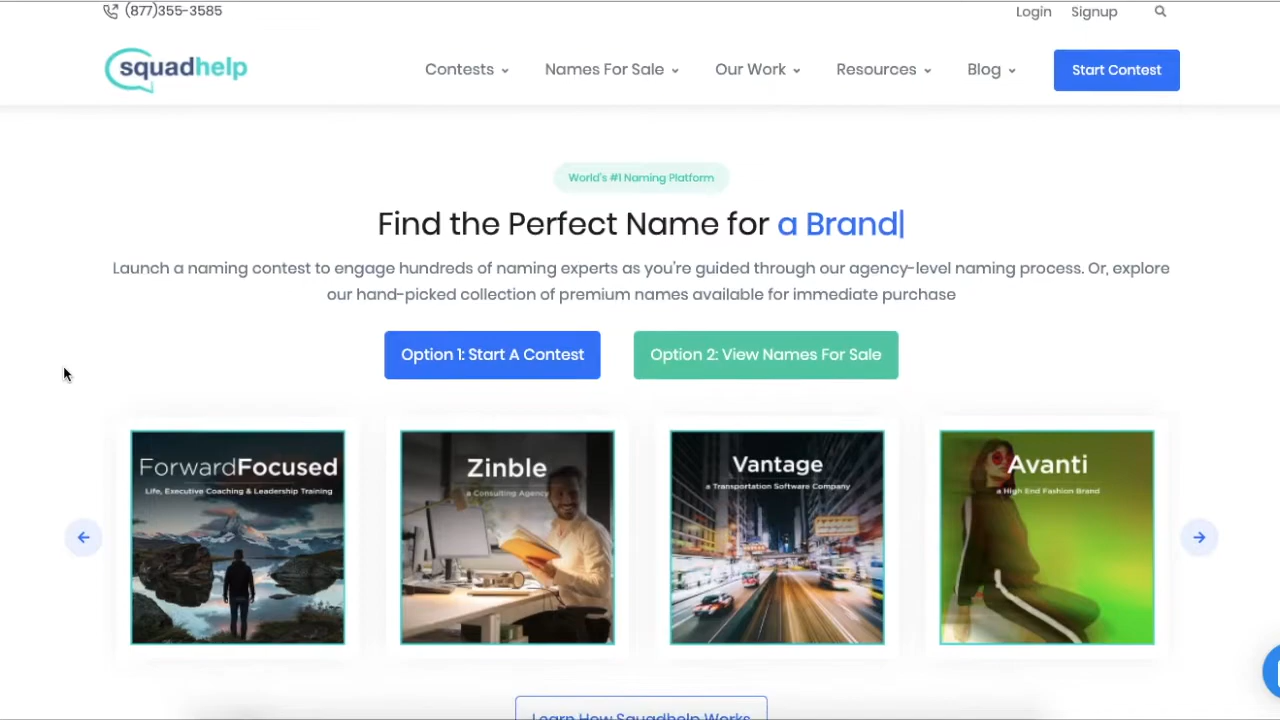 (877)355-3585
Login Signup
squadhelp
Contests Names For Sale Our Work Resources Blog Start Contest
World's #1 Naming Platform
Find the Perfect Name for a Brand
Launch a naming contest to engage hundreds of naming experts as you're guided through our agency-level naming process. Or, explore
our hand-picked collection of premium names available for immediate purchase
Option 1: Start A Contest Option 2: View Names For Sale
ForwardFocused
Life, Executive Coaching & Leadership Training
Zinble
a Consulting Agency
Vantage
a Transportation Software Company
Avanti
a High End Fashion Brand
Learn How Squadhelp Works